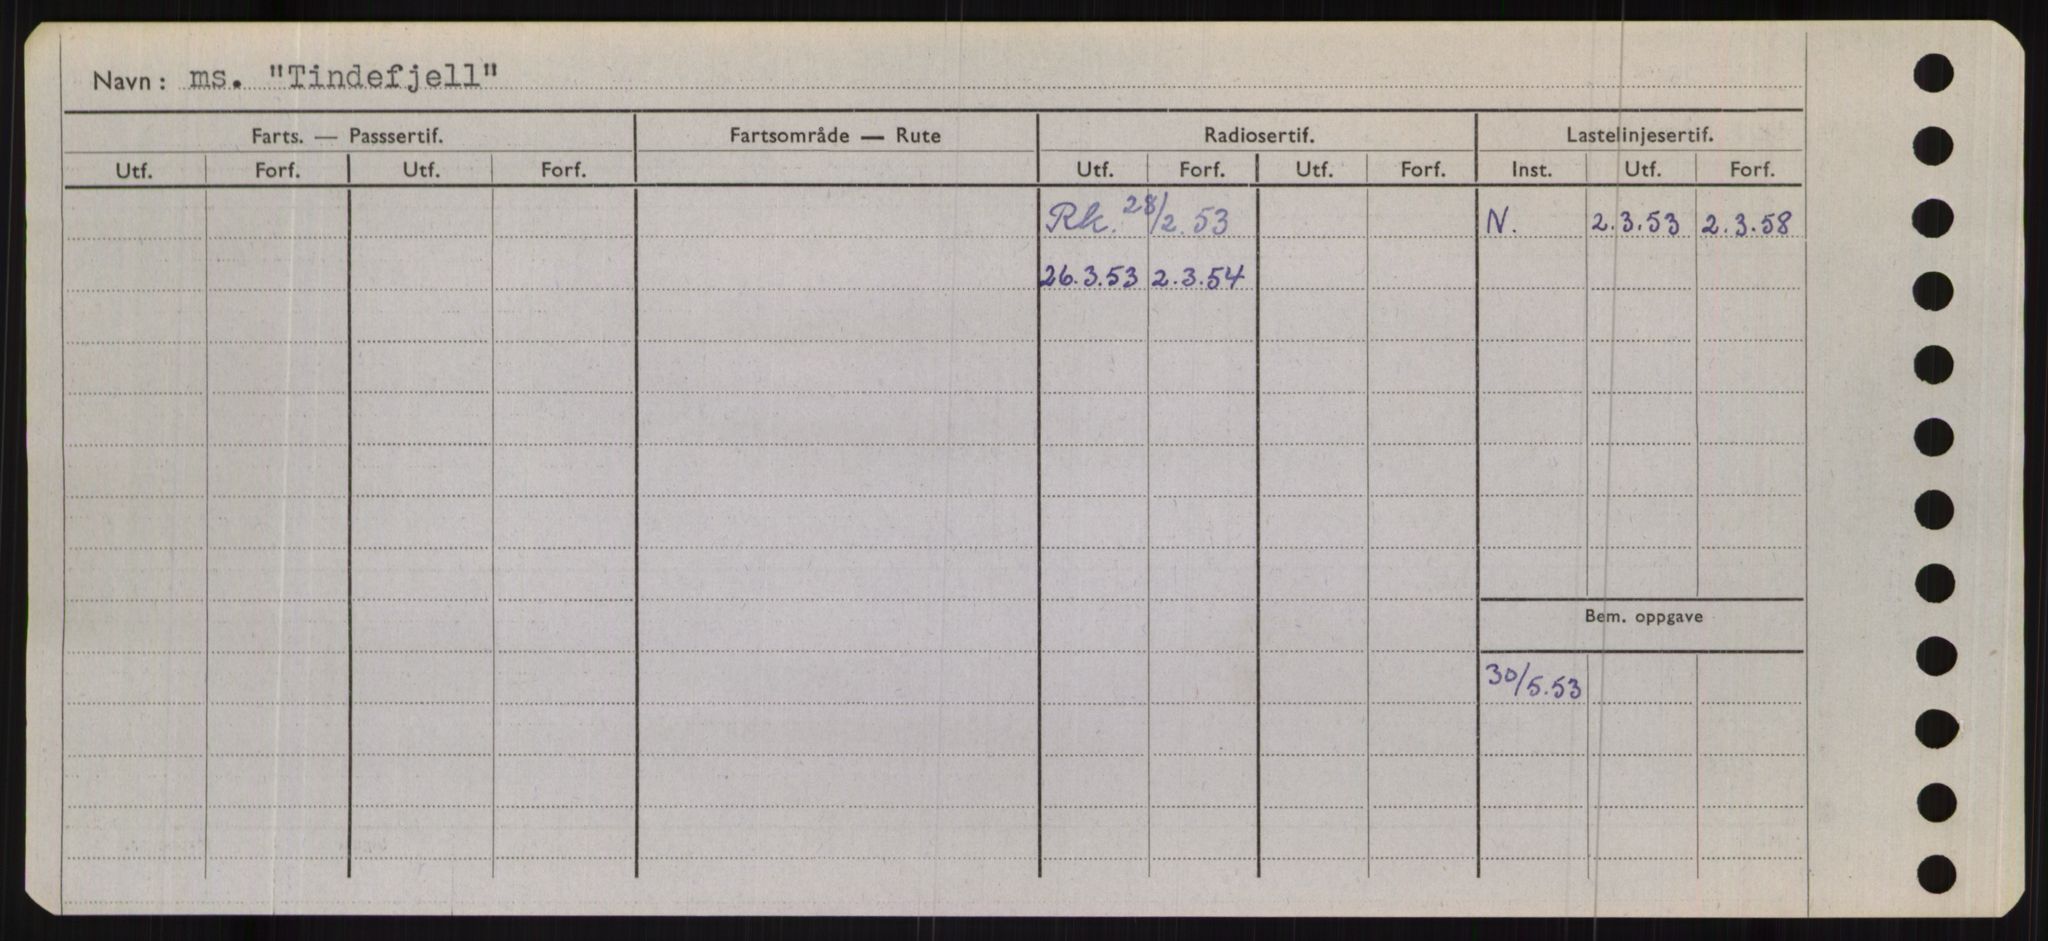 Navn: ms. "Tindefjell"
Farts. — Passsertif. Fartsområde — Rute Radiosertif. Lastelinjesertif.
Utf. Forf. Utf. Forf. Utf. Forf. Utf. Forf. Inst. Utf. Forf.
Rk. 28/2.53 N. 2.3.53 2.3.58
26.3.53 2.3.54
Bem. oppgave
30/5.53